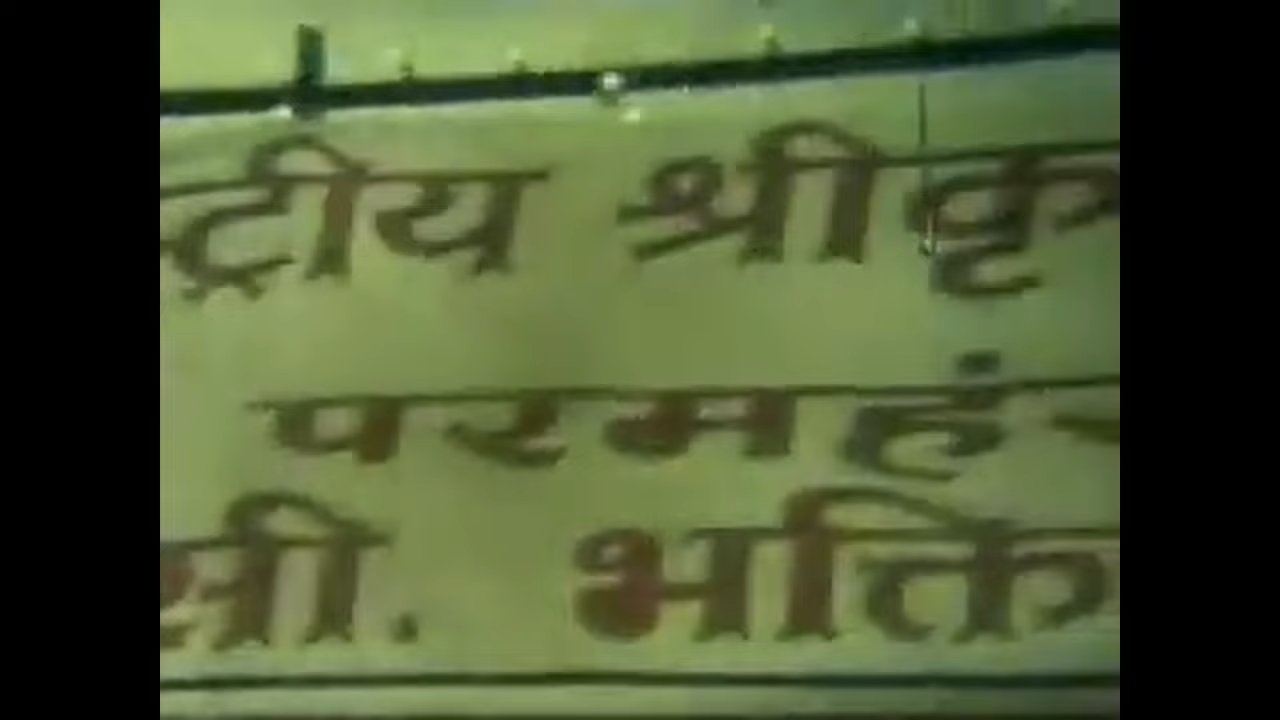 ट्रीय श्रीकृ
परमहं
सी. भक्ति